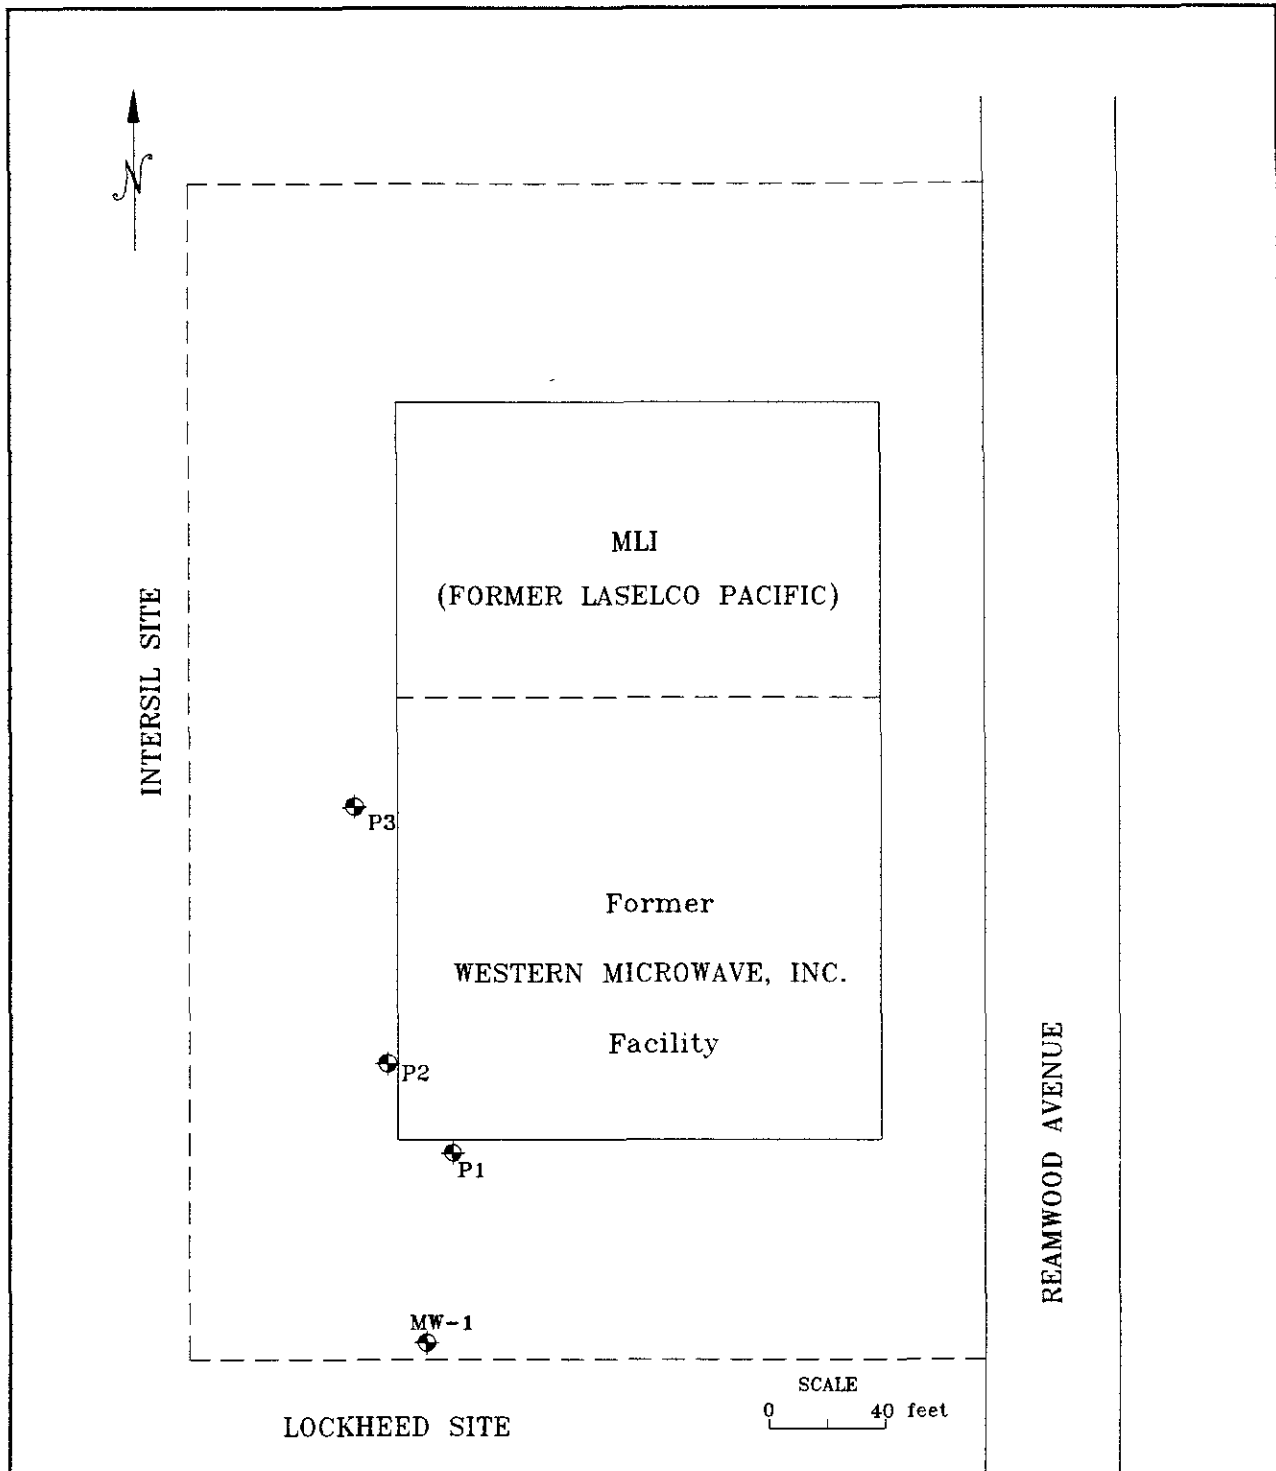 N
MLI
(FORMER LASELCO PACIFIC)
INTERSIL SITE
P3
Former
WESTERN MICROWAVE, INC.
Facility
P2
P1
REAMWOOD AVENUE
MW-1
SCALE
0 40 feet
LOCKHEED SITE